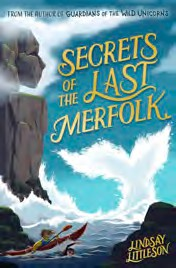 FROM THE AUTHOR OF GUARDIANS OF THE WILD UNICORNS
SECRETS
OF THE LAST
MERFOLK
LINDSAY
LITTLESON